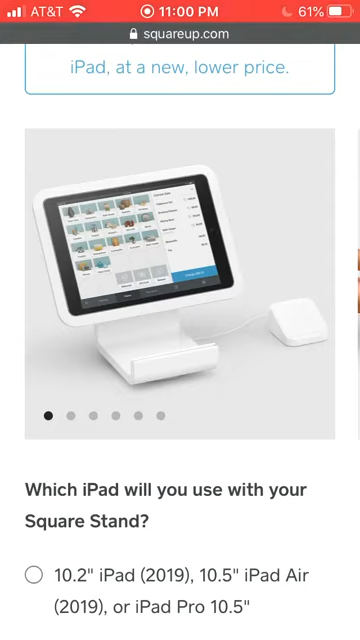 AT&T 11:00 PM 61%
squareup.com
iPad, at a new, lower price.
Which iPad will you use with your
Square Stand?
10.2" iPad (2019), 10.5" iPad Air
(2019), or iPad Pro 10.5"